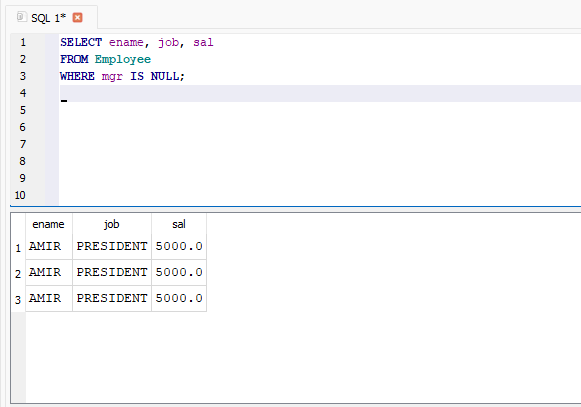 SQL 1*
1 SELECT ename, job, sal
2 FROM Employee
3 WHERE mgr IS NULL;
4
5
6
7
8
9
10
ename job sal
1 AMIR PRESIDENT 5000.0
2 AMIR PRESIDENT 5000.0
3 AMIR PRESIDENT 5000.0